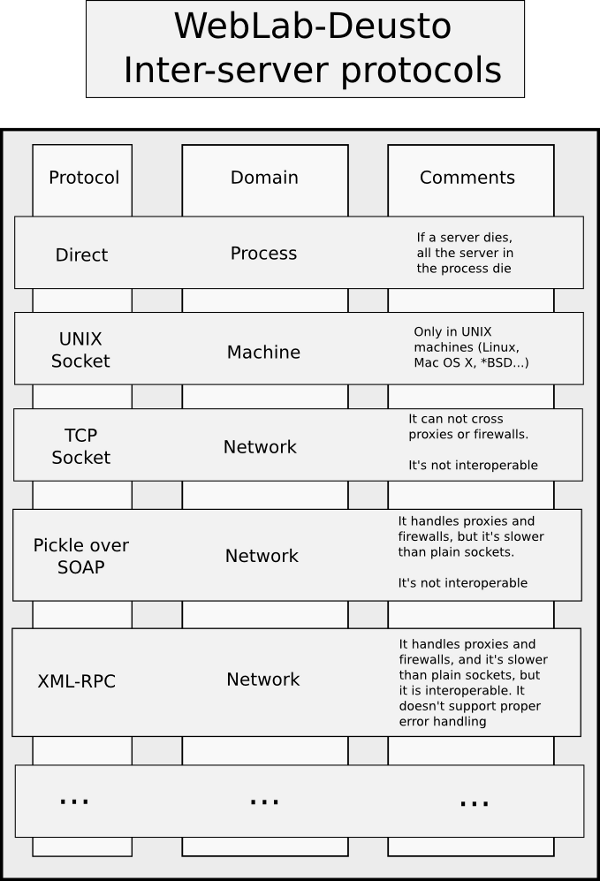 WebLab-Deusto
Inter-server protocols
Protocol
Domain
Comments
Direct
Process
If a server dies,
all the server in
the process die
UNIX
Socket
Machine
Only in UNIX
machines (Linux,
Mac OS X, *BSD...)
TCP
Socket
Network
It can not cross
proxies or firewalls.
It's not interoperable
Pickle over
SOAP
Network
It handles proxies and
firewalls, but it's slower
than plain sockets.
It's not interoperable
XML-RPC
Network
It handles proxies and
firewalls, and it's slower
than plain sockets, but
it is interoperable. It
doesn't support proper
error handling
...
...
...